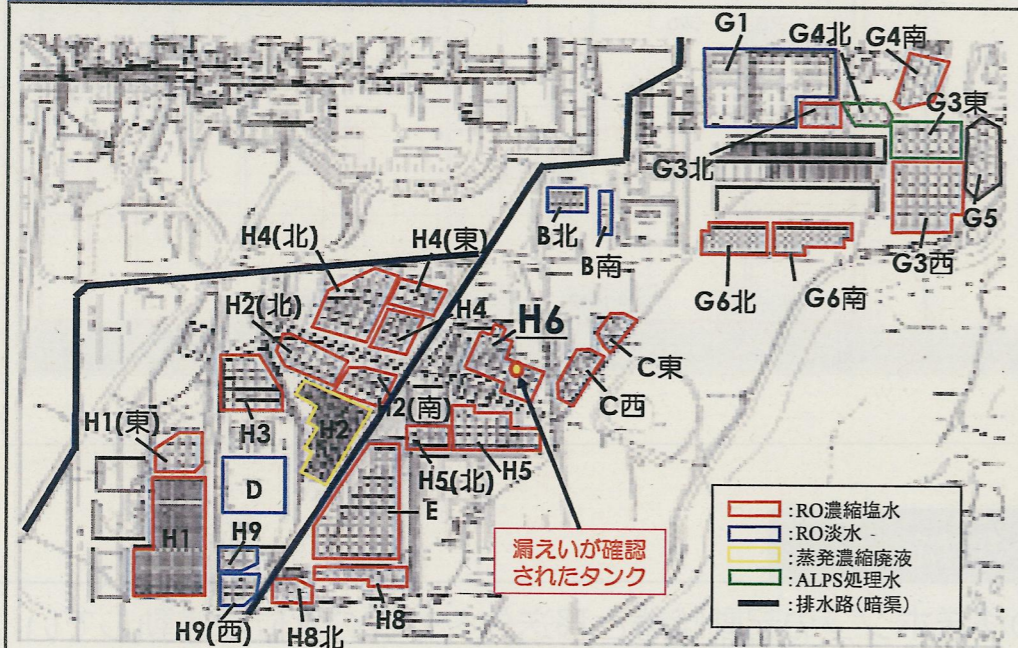 G1
G4北
G4南
G3東
G3北
G5
G3西
G6北
G6南
B北
B南
H4(北)
H4(東)
H4
H2(北)
H6
C東
C西
H2(南)
H2
H3
H1(東)
H5(北)
H5
D
E
H1
H9
H9(西)
H8北
H8
漏えいが確認
されたタンク
:RO濃縮塩水
:RO淡水 -
:蒸発濃縮廃液
:ALPS処理水
:排水路(暗渠)